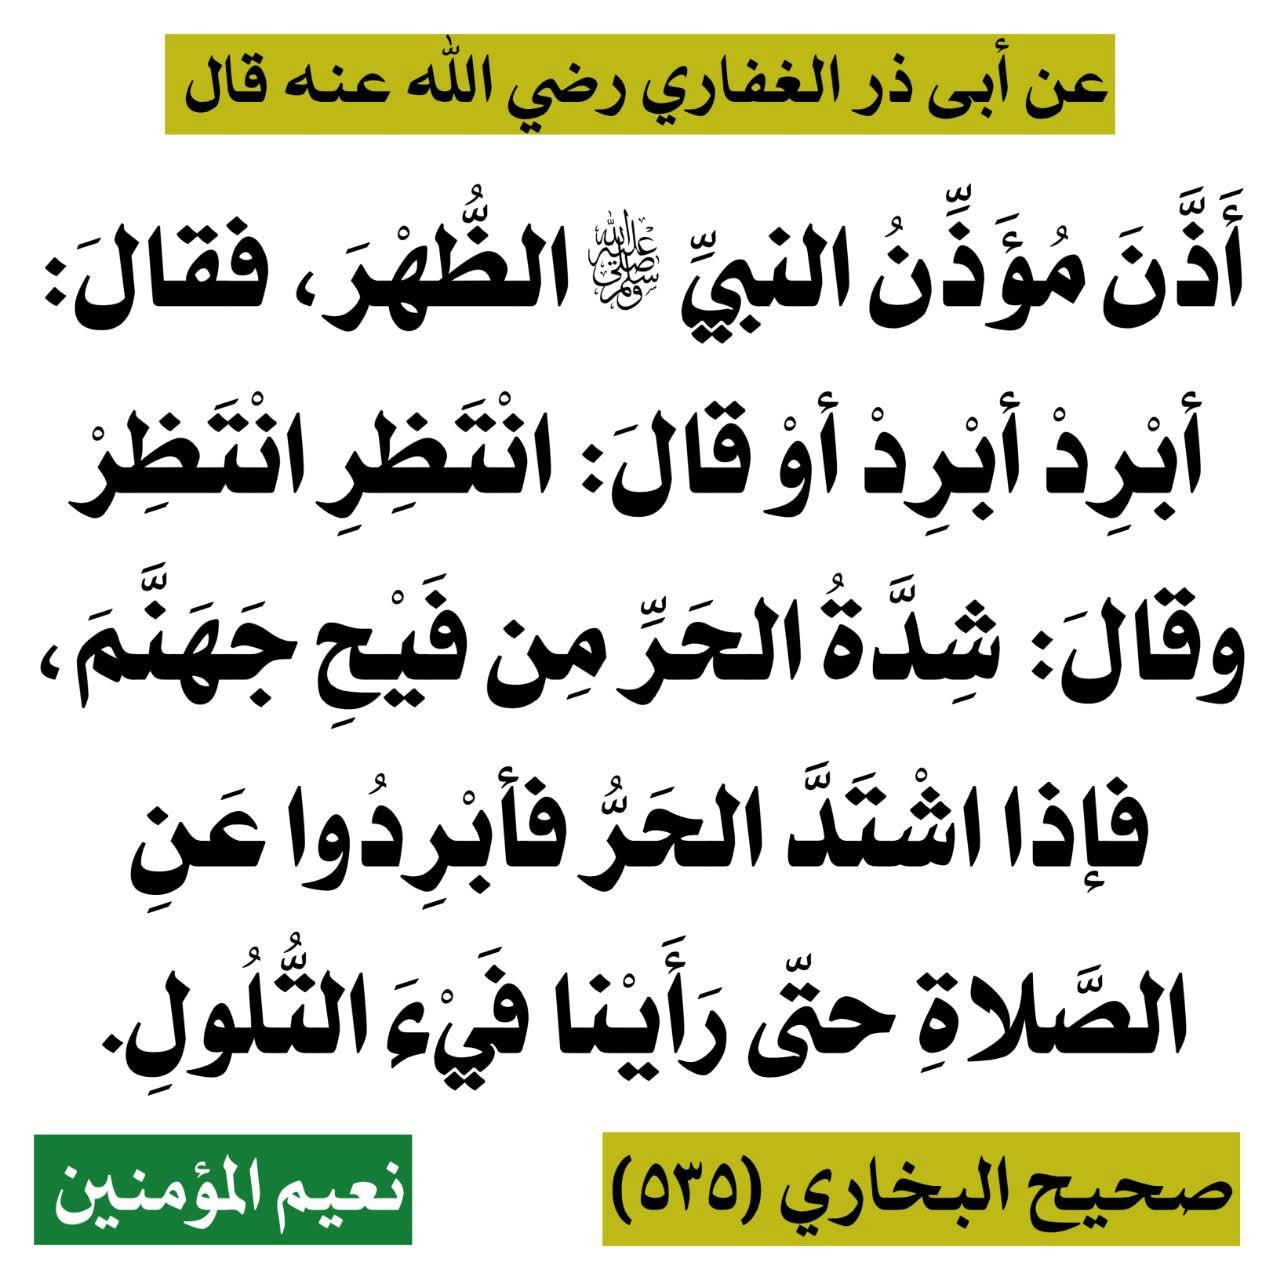 عن أبى ذر الغفاري رضي الله عنه قال
أَذَّنَ مُؤَذِّنُ النبيِّ ﷺ الظُّهْرَ، فقالَ:
أبْرِدْ أبْرِدْ أوْ قالَ: انْتَظِرِ انْتَظِرْ
وقالَ: شِدَّةُ الحَرِّ مِن فَيْحِ جَهَنَّمَ،
فإذا اشْتَدَّ الحَرُّ فأبْرِدُوا عَنِ
الصَّلاةِ حتّى رَأَيْنا فَيْءَ التُّلُولِ.
صحيح البخاري (٥٣٥)
نعيم المؤمنين